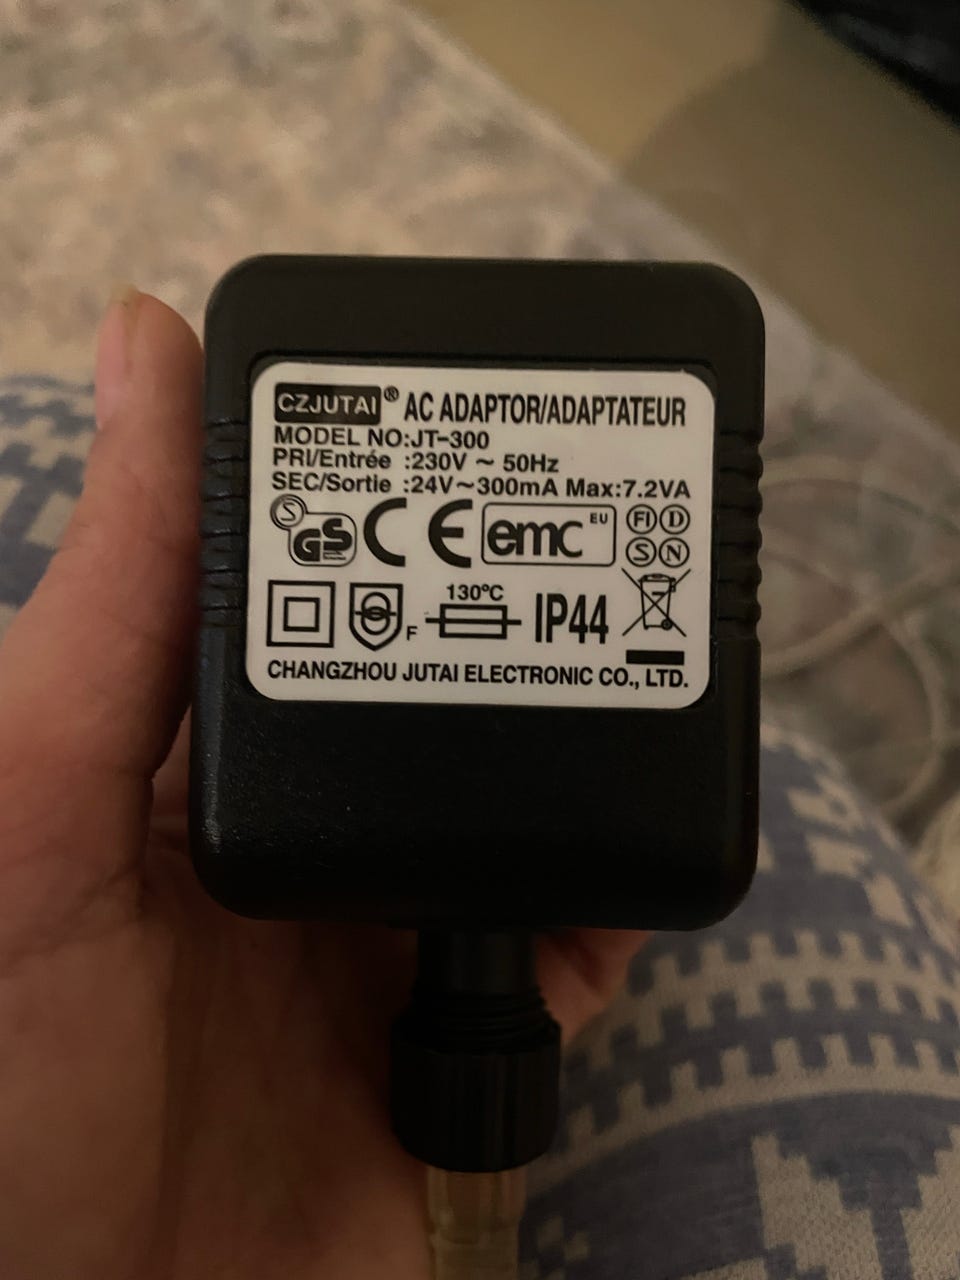 CZJUTAI® AC ADAPTOR/ADAPTATEUR
MODEL NO:JT-300
PRI/Entrée :230V ~ 50Hz
SEC/Sortie :24V~300mA Max:7.2VA
S GS CE emc EU FI D
S N
F 130ºC IP44
CHANGZHOU JUTAI ELECTRONIC CO., LTD.